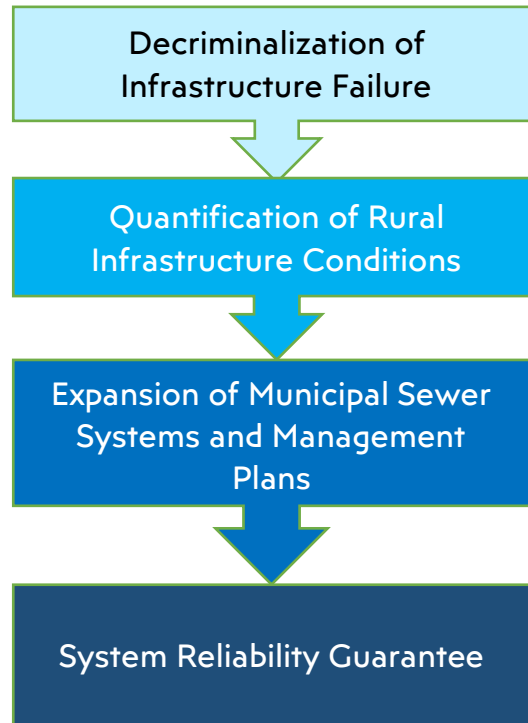 Decriminalization of
Infrastructure Failure
Quantification of Rural
Infrastructure Conditions
Expansion of Municipal Sewer
Systems and Management
Plans
System Reliability Guarantee